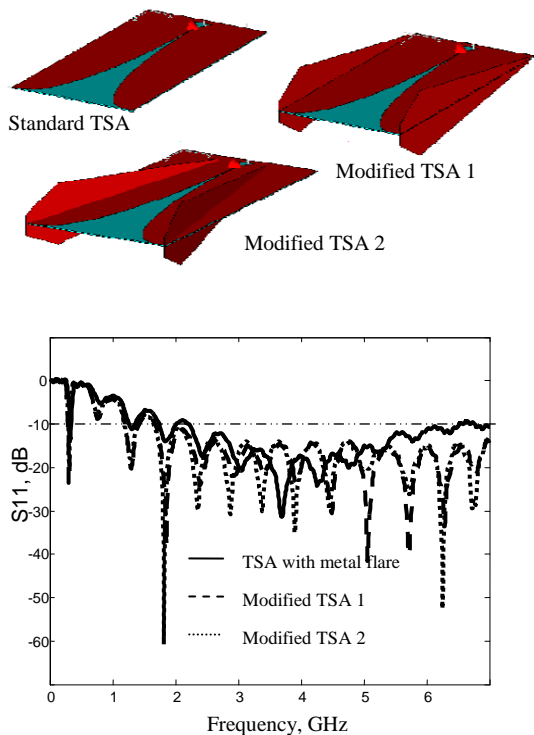 Standard TSA
Modified TSA 1
Modified TSA 2
0
-10
-20
-30
-40
-50
-60
S11, dB
TSA with metal flare
Modified TSA 1
Modified TSA 2
0 1 2 3 4 5 6
Frequency, GHz